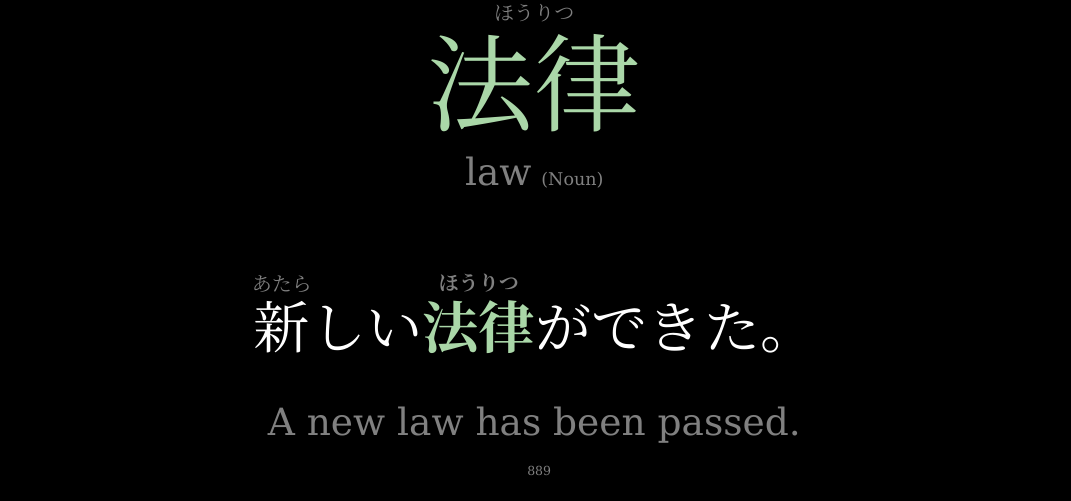 ほうりつ
法律
law (Noun)
あたら ほうりつ
新しい法律ができた。
A new law has been passed.
889